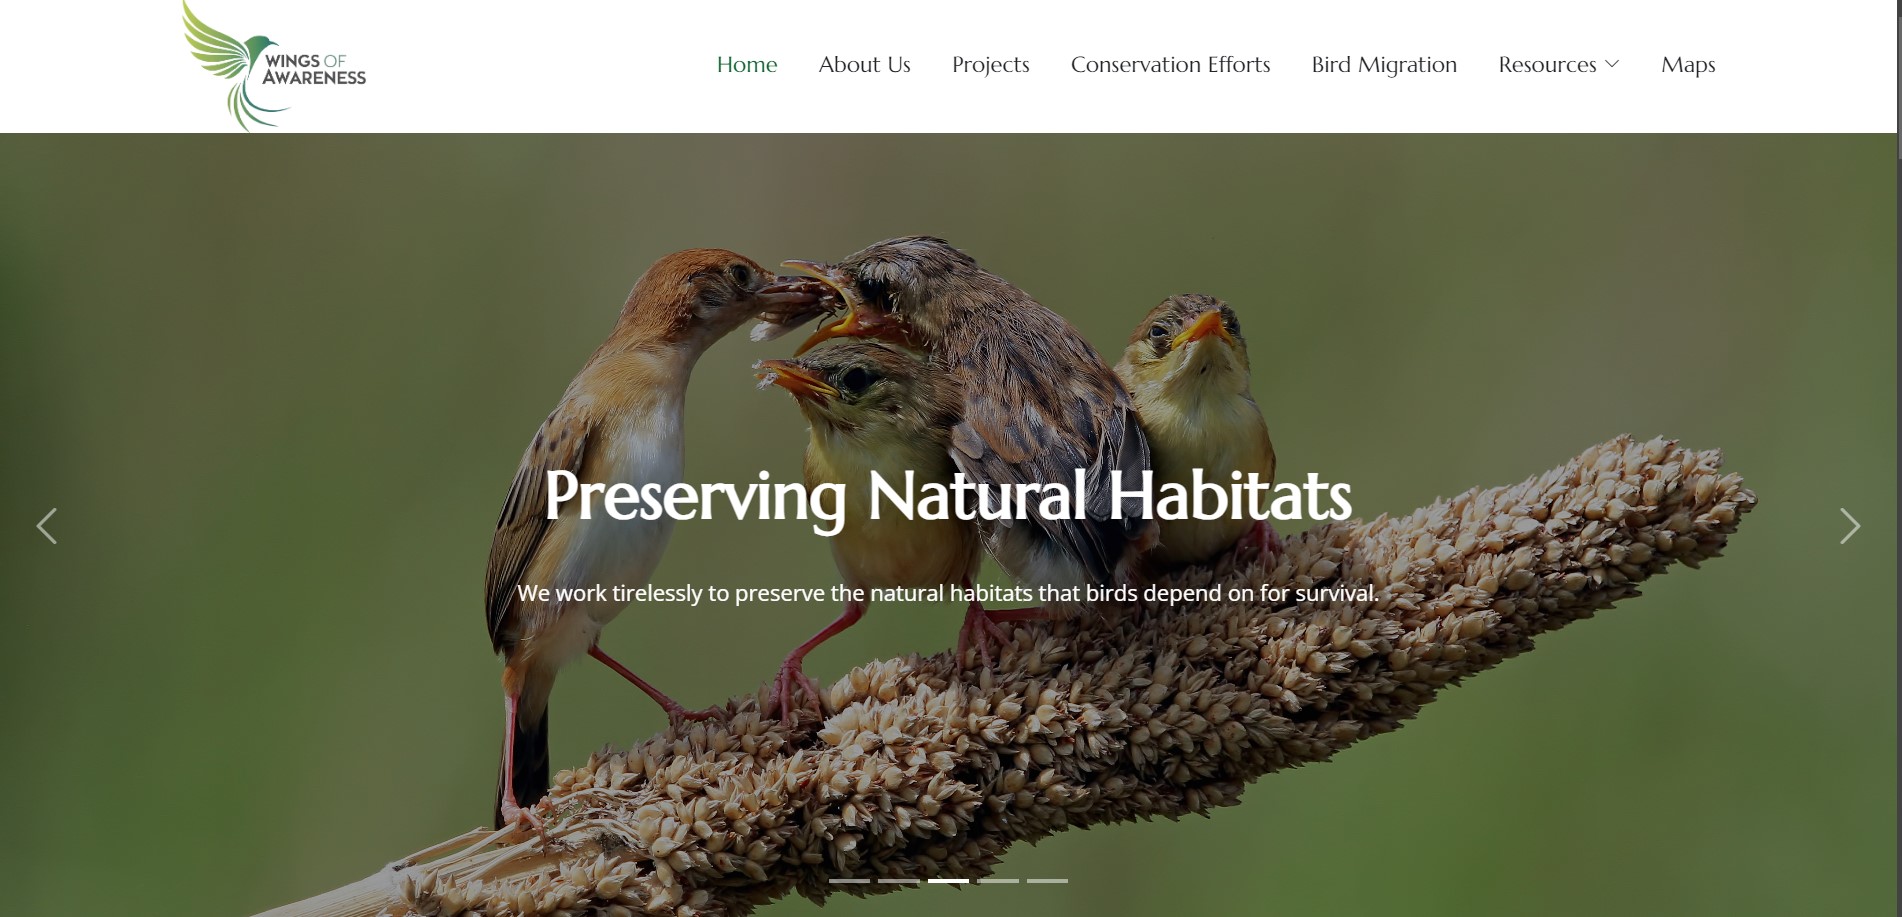 WINGS OF
AWARENESS
Home About Us Projects Conservation Efforts Bird Migration Resources Maps
Preserving Natural Habitats
We work tirelessly to preserve the natural habitats that birds depend on for survival.